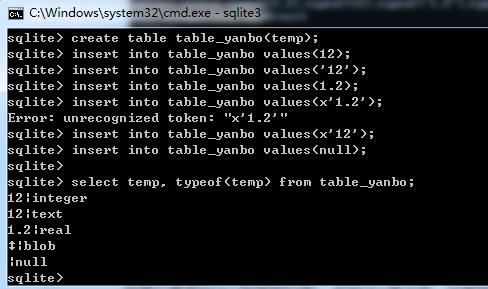 C:\Windows\system32\cmd.exe - sqlite3
sqlite> create table table_yanbo(temp);
sqlite> insert into table_yanbo values(12);
sqlite> insert into table_yanbo values('12');
sqlite> insert into table_yanbo values(1.2);
sqlite> insert into table_yanbo values(x'1.2');
Error: unrecognized token: "x'1.2'"
sqlite> insert into table_yanbo values(x'12');
sqlite> insert into table_yanbo values(null);
sqlite>
sqlite> select temp, typeof(temp) from table_yanbo;
12|integer
12|text
1.2|real
↕|blob
|null
sqlite>